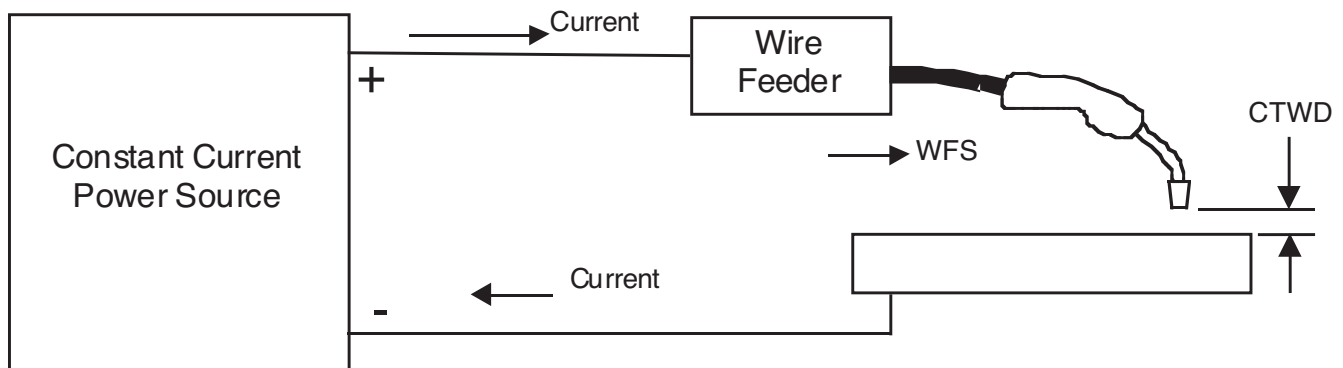 Current
Wire
Feeder
+
CTWD
Constant Current
Power Source
WFS
Current
-